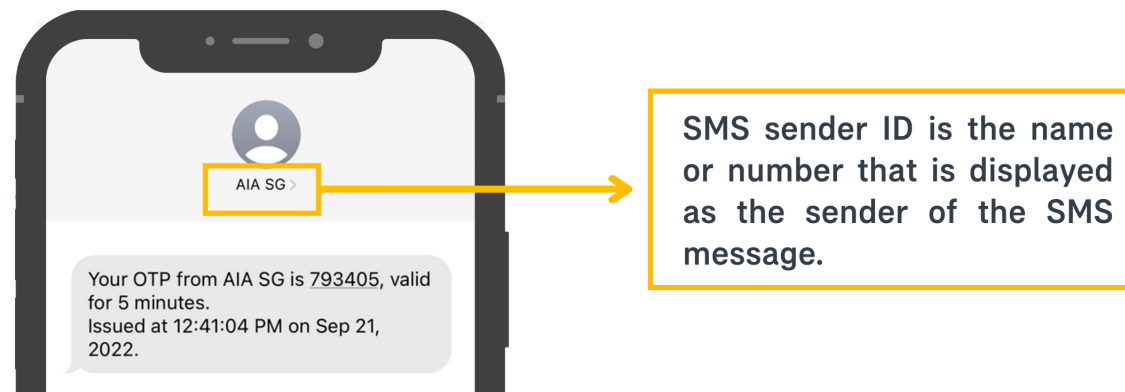 AIA SG >
Your OTP from AIA SG is 793405, valid
for 5 minutes.
Issued at 12:41:04 PM on Sep 21,
2022.
SMS sender ID is the name
or number that is displayed
as the sender of the SMS
message.